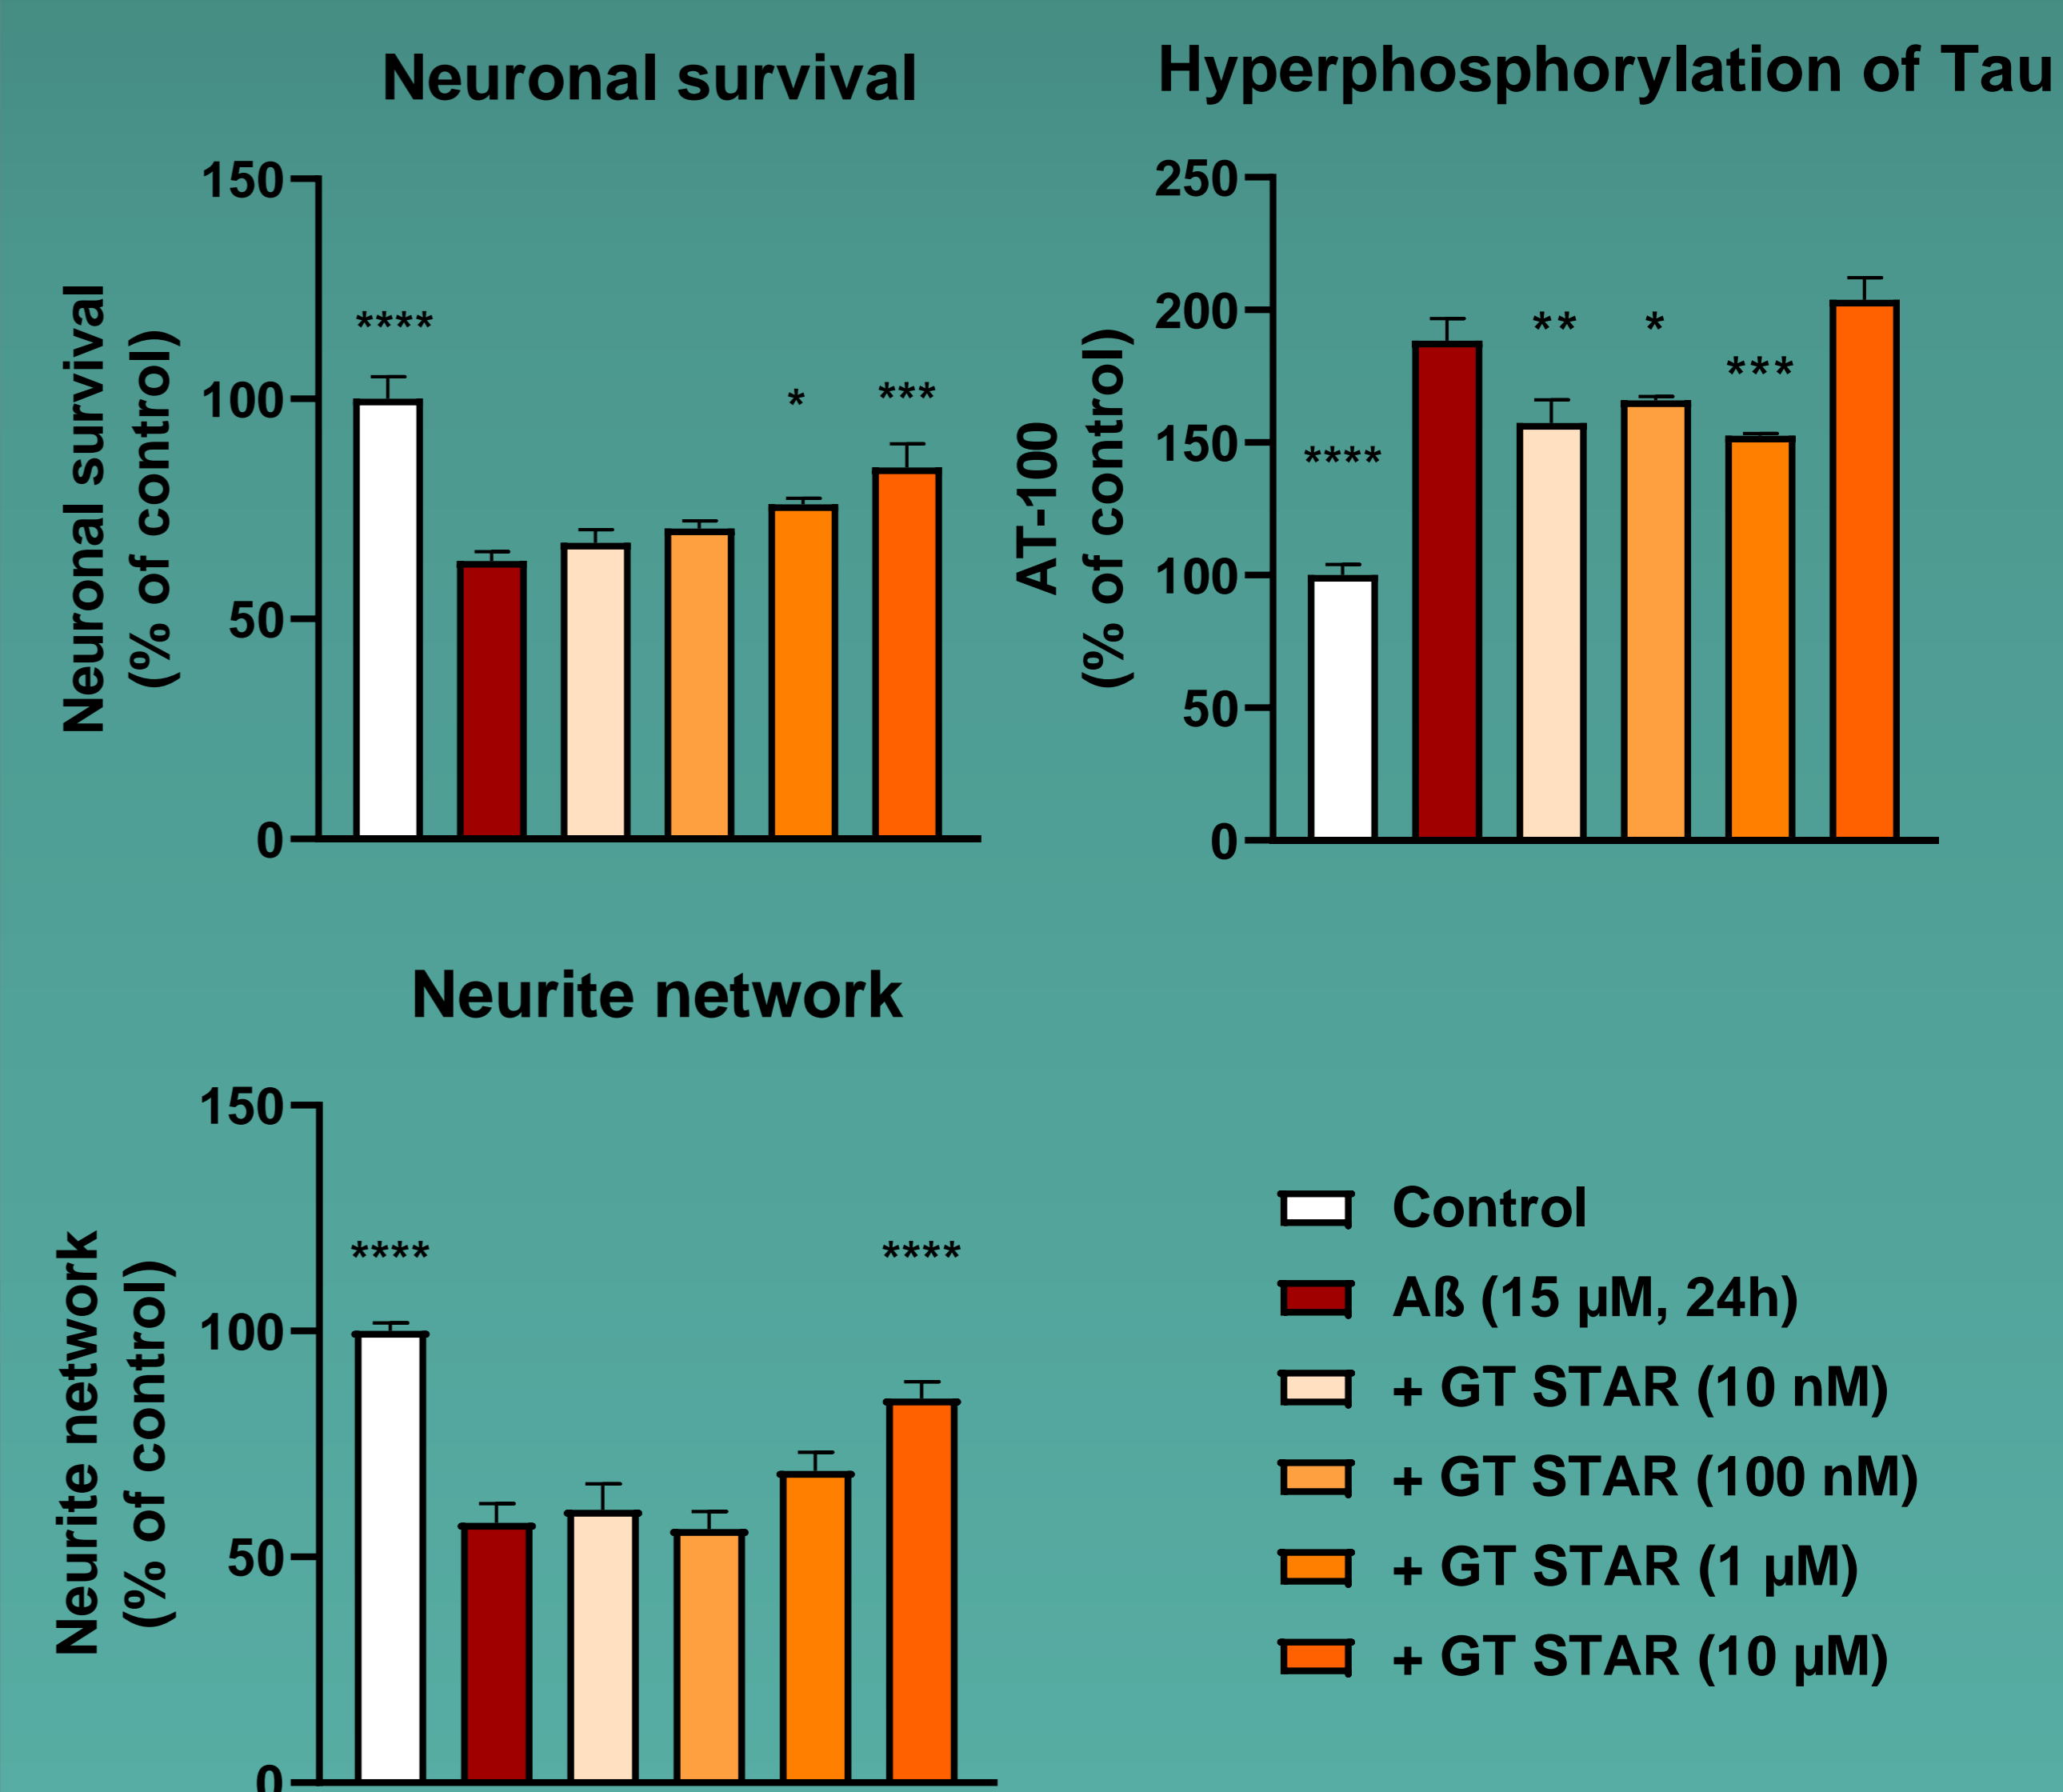 Neuronal survival
Neuronal survival
(% of control)
150
100
50
0
****
*
***
Hyperphosphorylation of Tau
AT-100
(% of control)
250
200
150
100
50
0
****
**
*
***
Neurite network
Neurite network
(% of control)
150
100
50
0
****
****
Control
Aß (15 µM, 24h)
+ GT STAR (10 nM)
+ GT STAR (100 nM)
+ GT STAR (1 µM)
+ GT STAR (10 µM)